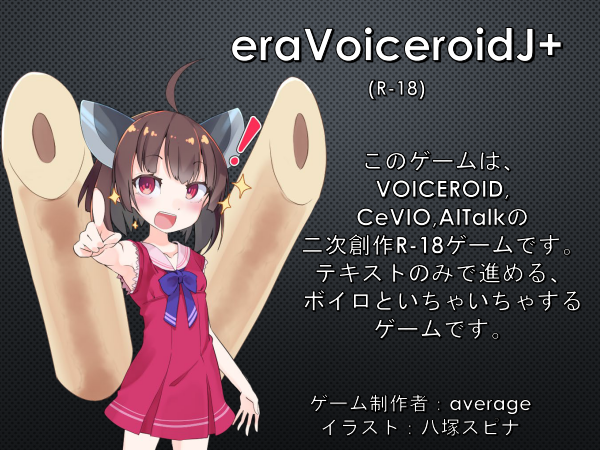 eraVoiceroidJ+
(R-18)
このゲームは、
VOICEROID,
CeVIO,AITalkの
二次創作R-18ゲームです。
テキストのみで進める、
ボイロといちゃいちゃする
ゲームです。
ゲーム制作者：average
イラスト：八塚スヒナ